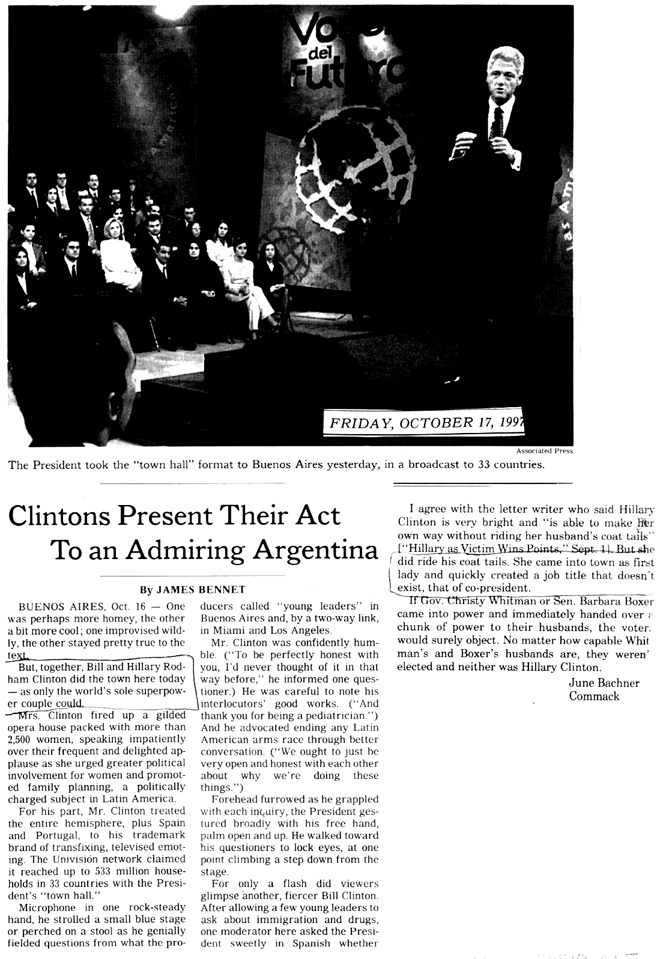 Vo
del
Futuro
Americas
las Am
FRIDAY, OCTOBER 17, 1997
Associated Press
The President took the “town hall” format to Buenos Aires yesterday, in a broadcast to 33 countries.
Clintons Present Their Act
To an Admiring Argentina
By JAMES BENNET
BUENOS AIRES, Oct. 16 — One
was perhaps more homey, the other
a bit more cool; one improvised wild-
ly, the other stayed pretty true to the
text.
But, together, Bill and Hillary Rod-
ham Clinton did the town here today
— as only the world's sole superpow-
er couple could.
Mrs. Clinton fired up a gilded
opera house packed with more than
2,500 women, speaking impatiently
over their frequent and delighted ap-
plause as she urged greater political
involvement for women and promot-
ed family planning, a politically
charged subject in Latin America.
For his part, Mr. Clinton treated
the entire hemisphere, plus Spain
and Portugal, to his trademark
brand of transfixing, televised emot-
ing. The Univision network claimed
it reached up to 533 million house-
holds in 33 countries with the Presi-
dent's “town hall.”
Microphone in one rock-steady
hand, he strolled a small blue stage
or perched on a stool as he genially
fielded questions from what the pro-
ducers called “young leaders” in
Buenos Aires and, by a two-way link,
in Miami and Los Angeles.
Mr. Clinton was confidently hum-
ble. (“To be perfectly honest with
you, I'd never thought of it in that
way before,” he informed one ques-
tioner.) He was careful to note his
interlocutors' good works. (“And
thank you for being a pediatrician.”)
And he advocated ending any Latin
American arms race through better
conversation. (“We ought to just be
very open and honest with each other
about why we're doing these
things.”)
Forehead furrowed as he grappled
with each inquiry, the President ges-
tured broadly with his free hand,
palm open and up. He walked toward
his questioners to lock eyes, at one
point climbing a step down from the
stage.
For only a flash did viewers
glimpse another, fiercer Bill Clinton.
After allowing a few young leaders to
ask about immigration and drugs,
one moderator here asked the Presi-
dent sweetly in Spanish whether
I agree with the letter writer who said Hillary
Clinton is very bright and “is able to make her
own way without riding her husband's coat tails”
[“Hillary as Victim Wins Points,” Sept. 11. But she
did ride his coat tails. She came into town as first
lady and quickly created a job title that doesn't
exist, that of co-president.
If Gov. Christy Whitman or Sen. Barbara Boxer
came into power and immediately handed over a
chunk of power to their husbands, the voter
would surely object. No matter how capable Whit
man's and Boxer's husbands are, they weren'
elected and neither was Hillary Clinton.
June Bachner
Commack